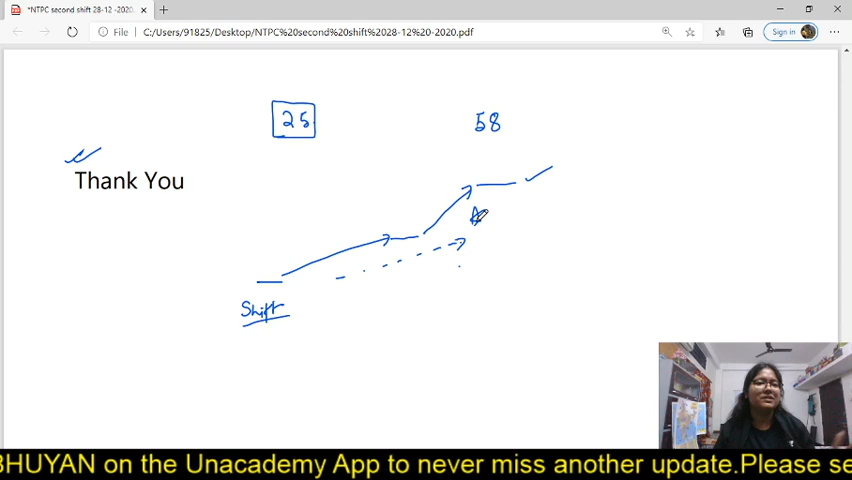 *NTPC second shift 28-12 -2020-
File
C:/Users/91825/Desktop/NTPC%20second%20shift%2028-12%20-2020.pdf
Sign in
25
58
Thank You
Shift
BHUYAN on the Unacademy App to never miss another update.Please se